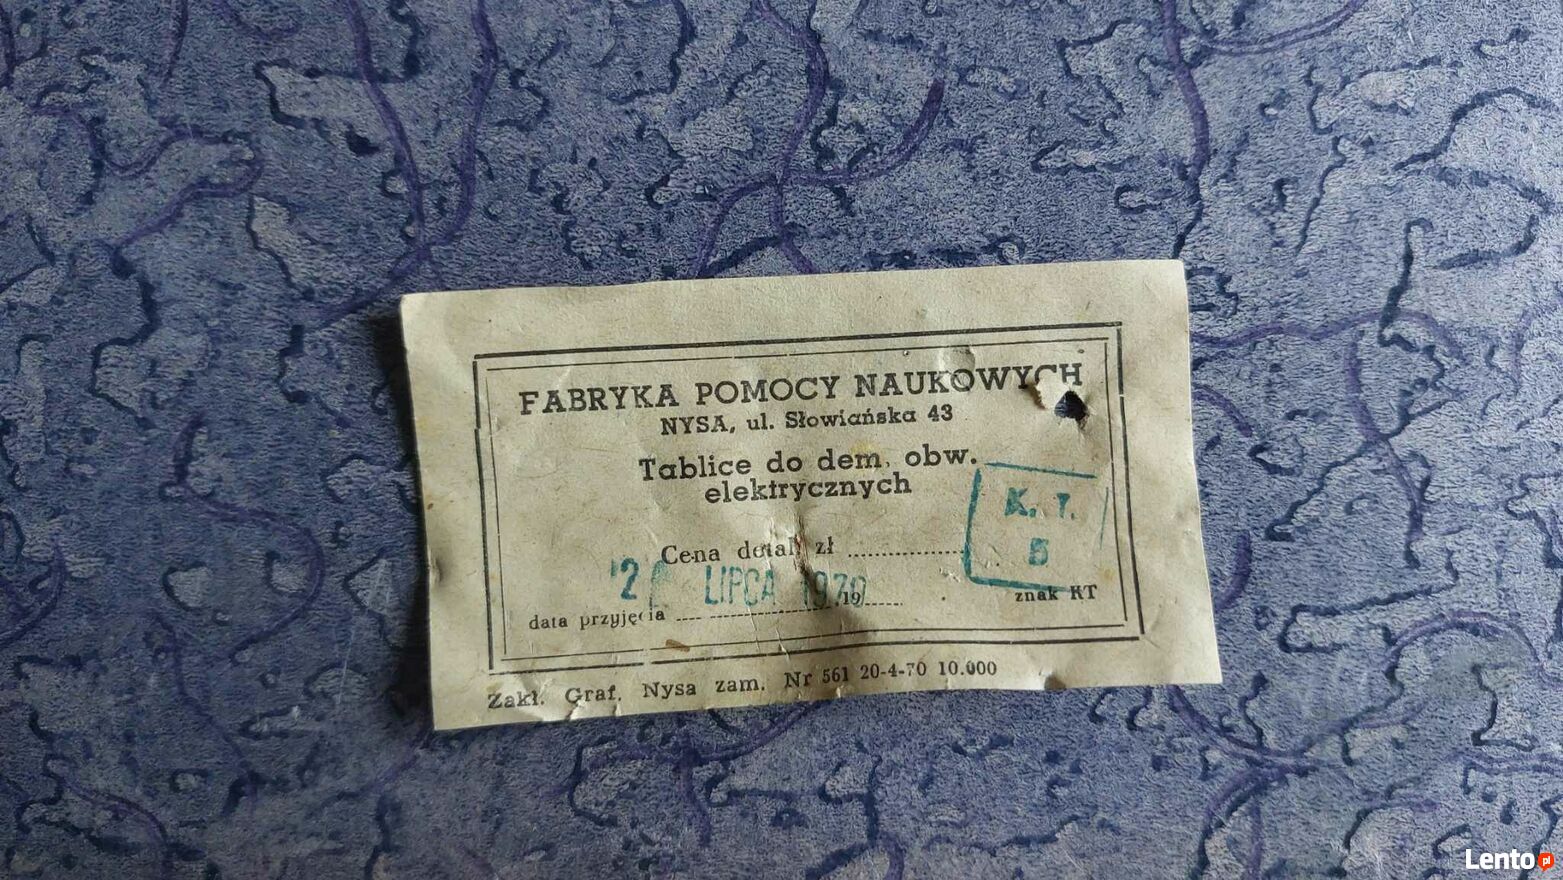 FABRYKA POMOCY NAUKOWYCH
NYSA, ul. Słowiańska 43
Tablice do dem. obw.
elektrycznych
K. T.
5
Cena detal. zł
LIPCA
data przyjęcia
19
znak KT
Zakł. Graf. Nysa zam. Nr 561 20-4-70 10.000
Lento.pl